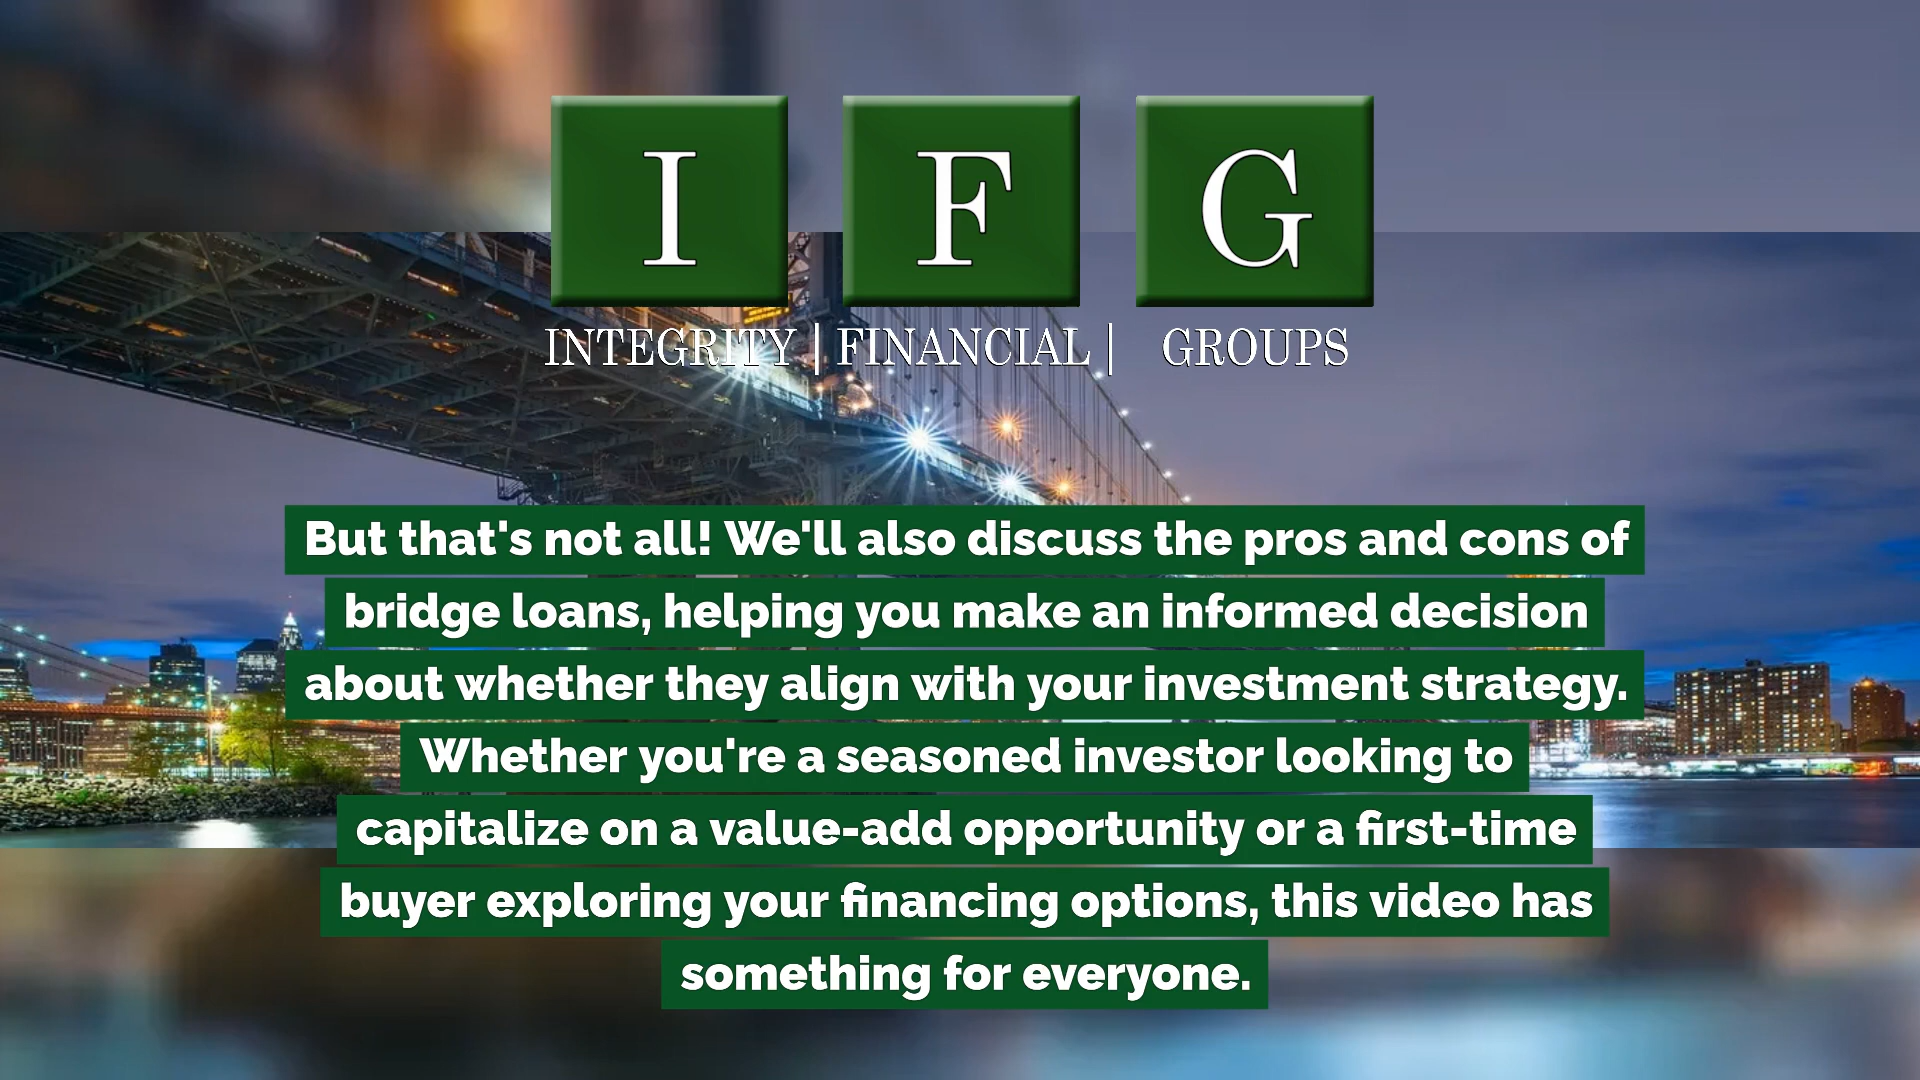 I F G
INTEGRITY | FINANCIAL | GROUPS
But that's not all! We'll also discuss the pros and cons of
bridge loans, helping you make an informed decision
about whether they align with your investment strategy.
Whether you're a seasoned investor looking to
capitalize on a value-add opportunity or a first-time
buyer exploring your financing options, this video has
something for everyone.